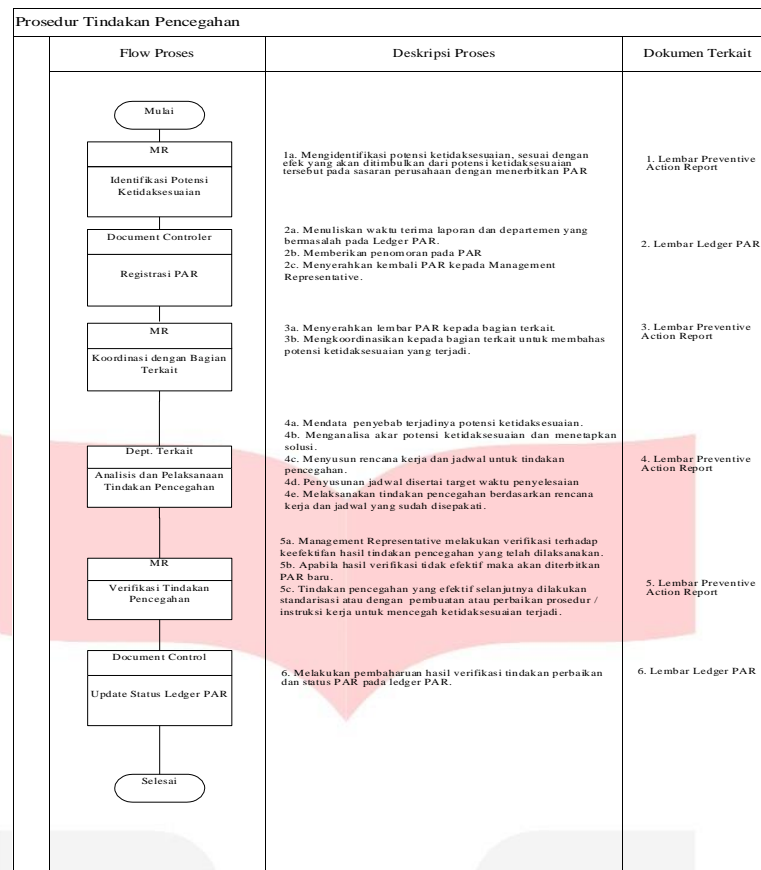 Prosedur Tindakan Pencegahan
Flow Proses
Deskripsi Proses
Dokumen Terkait
Mulai
MR
Identifikasi Potensi
Ketidaksesuaian
1a. Mengidentifikasi potensi ketidaksesuaian, sesuai dengan
efek yang akan ditimbulkan dari potensi ketidaksesuaian
tersebut pada sasaran perusahaan dengan menerbitkan PAR
1. Lembar Preventive
Action Report
Document Controler
Registrasi PAR
2a. Menuliskan waktu terima laporan dan departemen yang
bermasalah pada Ledger PAR.
2b. Memberikan penomoran pada PAR
2c. Menyerahkan kembali PAR kepada Management
Representative.
2. Lembar Ledger PAR
MR
Koordinasi dengan Bagian
Terkait
3a. Menyerahkan lembar PAR kepada bagian terkait.
3b. Mengkoordinasikan kepada bagian terkait untuk membahas
potensi ketidaksesuaian yang terjadi.
3. Lembar Preventive
Action Report
Dept. Terkait
Analisis dan Pelaksanaan
Tindakan Pencegahan
4a. Mendata penyebab terjadinya potensi ketidaksesuaian.
4b. Menganalisa akar potensi ketidaksesuaian dan menetapkan
solusi.
4c. Menyusun rencana kerja dan jadwal untuk tindakan
pencegahan.
4d. Penyusunan jadwal disertai target waktu penyelesaian
4e. Melaksanakan tindakan pencegahan berdasarkan rencana
kerja dan jadwal yang sudah disepakati.
4. Lembar Preventive
Action Report
MR
Verifikasi Tindakan
Pencegahan
5a. Management Representative melakukan verifikasi terhadap
keefektifan hasil tindakan pencegahan yang telah dilaksanakan.
5b. Apabila hasil verifikasi tidak efektif maka akan diterbitkan
PAR baru.
5c. Tindakan pencegahan yang efektif selanjutnya dilakukan
standarisasi atau dengan pembuatan atau perbaikan prosedur /
instruksi kerja untuk mencegah ketidaksesuaian terjadi.
5. Lembar Preventive
Action Report
Document Control
Update Status Ledger PAR
6. Melakukan pembaharuan hasil verifikasi tindakan perbaikan
dan status PAR pada ledger PAR.
6. Lembar Ledger PAR
Selesai